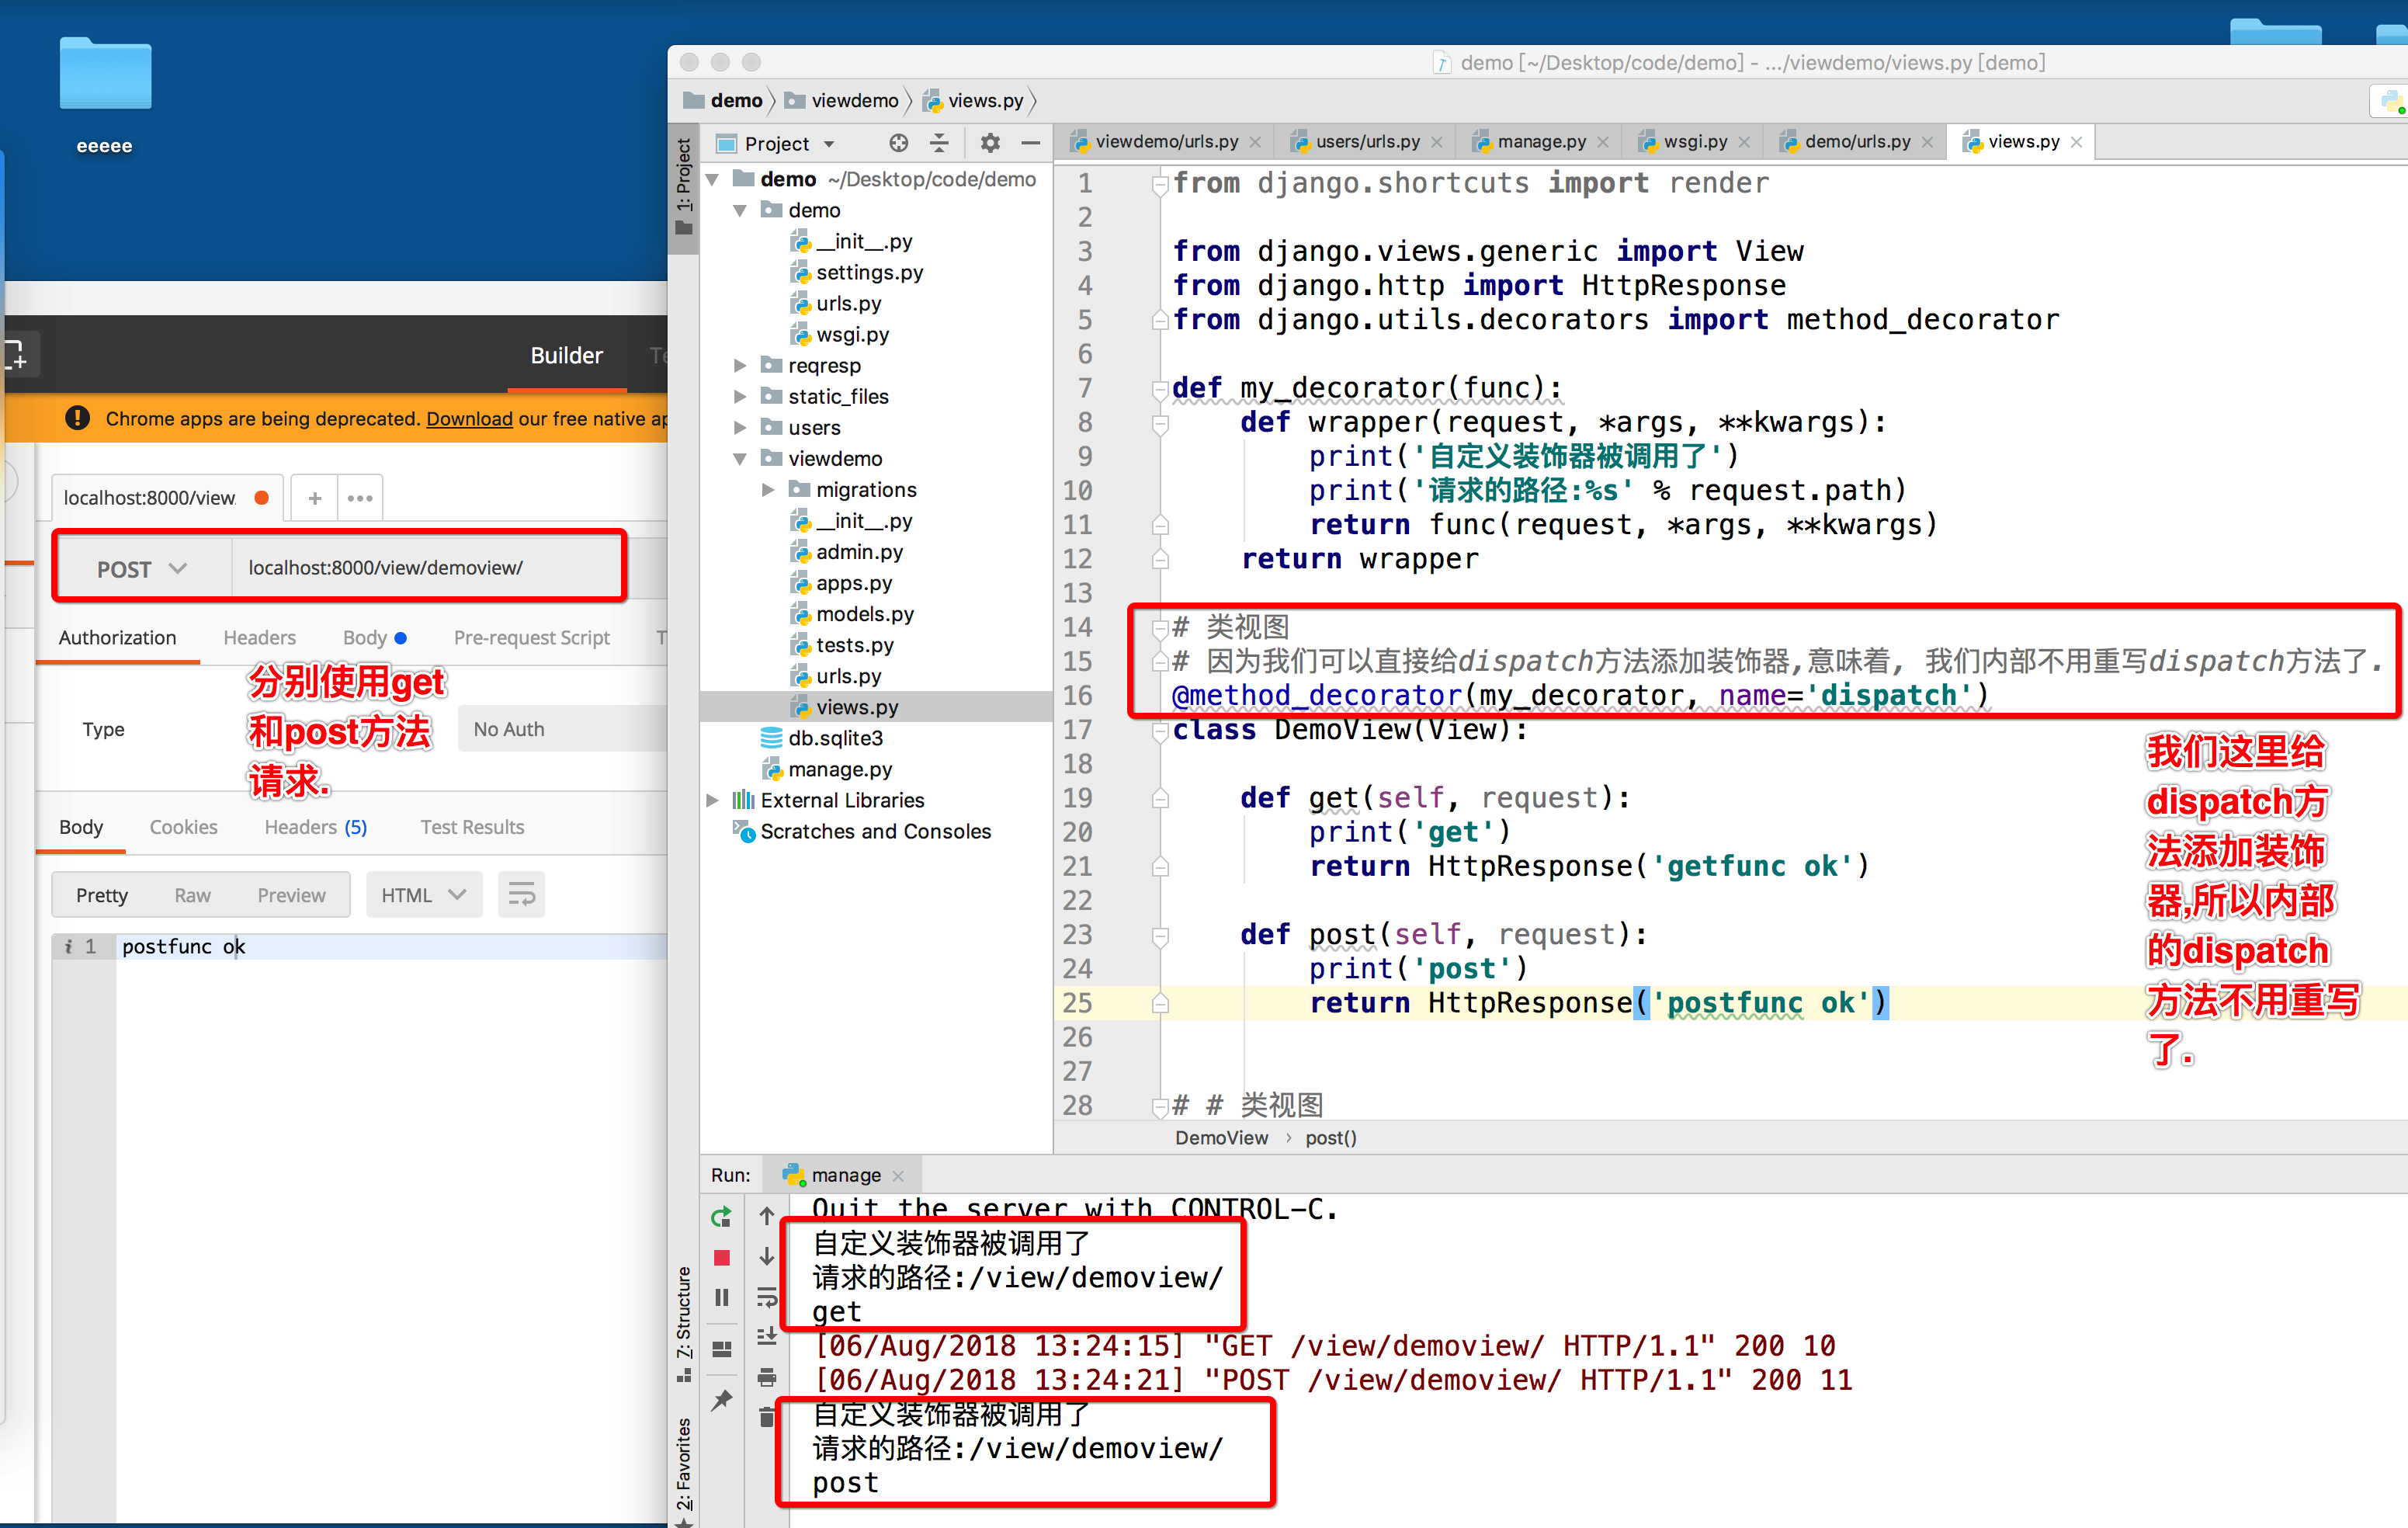 eeeee
demo [~/Desktop/code/demo] - .../viewdemo/views.py [demo]
demo viewdemo views.py
Project
viewdemo/urls.py users/urls.py manage.py wsgi.py demo/urls.py views.py
1: Project
demo ~/Desktop/code/demo
demo
__init__.py
settings.py
urls.py
wsgi.py
reqresp
static_files
users
viewdemo
migrations
__init__.py
admin.py
apps.py
models.py
tests.py
urls.py
views.py
db.sqlite3
manage.py
External Libraries
Scratches and Consoles
Builder
Chrome apps are being deprecated. Download our free native
localhost:8000/view
POST localhost:8000/view/demoview/
Authorization Headers Body Pre-request Script
分别使用get
和post方法
请求.
Type No Auth
Body Cookies Headers (5) Test Results
Pretty Raw Preview HTML
i 1 postfunc ok
1 from django.shortcuts import render
2
3 from django.views.generic import View
4 from django.http import HttpResponse
5 from django.utils.decorators import method_decorator
6
7 def my_decorator(func):
8 def wrapper(request, *args, **kwargs):
9 print('自定义装饰器被调用了')
10 print('请求的路径:%s' % request.path)
11 return func(request, *args, **kwargs)
12 return wrapper
13
14 # 类视图
15 # 因为我们可以直接给dispatch方法添加装饰器,意味着, 我们内部不用重写dispatch方法了.
16 @method_decorator(my_decorator, name='dispatch')
17 class DemoView(View):
18
19 def get(self, request):
20 print('get')
21 return HttpResponse('getfunc ok')
22
23 def post(self, request):
24 print('post')
25 return HttpResponse('postfunc ok')
26
27
28 # # 类视图
我们这里给
dispatch方
法添加装饰
器,所以内部
的dispatch
方法不用重写
了.
DemoView › post()
Run: manage
7: Structure
2: Favorites
Quit the server with CONTROL-C.
自定义装饰器被调用了
请求的路径:/view/demoview/
get
[06/Aug/2018 13:24:15] "GET /view/demoview/ HTTP/1.1" 200 10
[06/Aug/2018 13:24:21] "POST /view/demoview/ HTTP/1.1" 200 11
自定义装饰器被调用了
请求的路径:/view/demoview/
post